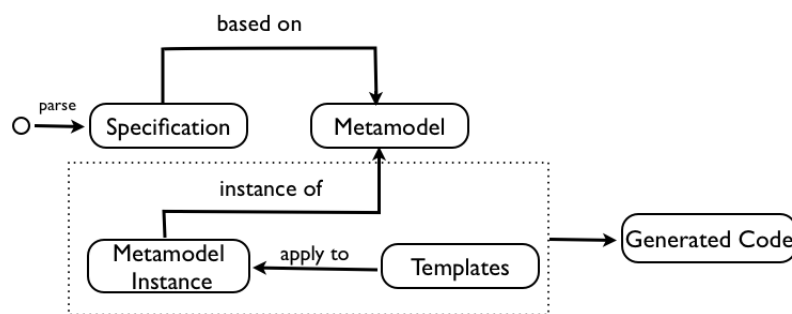 based on
parse
Specification
Metamodel
instance of
Metamodel
Instance
apply to
Templates
Generated Code